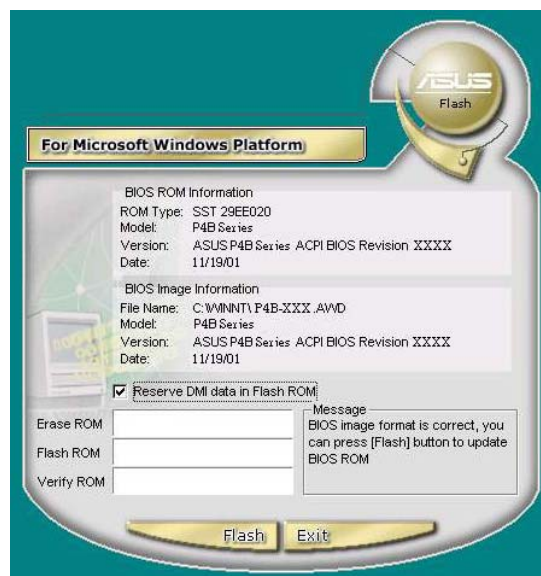 ASUS
Flash
For Microsoft Windows Platform
BIOS ROM Information
ROM Type: SST 29EE020
Model: P4B Series
Version: ASUS P4B Series ACPI BIOS Revision XXXX
Date: 11/19/01
BIOS Image Information
File Name: C:\WINNT\ P4B-XXX .AWD
Model: P4B Series
Version: ASUS P4B Series ACPI BIOS Revision XXXX
Date: 11/19/01
Reserve DMI data in Flash ROM
Erase ROM
Flash ROM
Verify ROM
Message
BIOS image format is correct, you
can press [Flash] button to update
BIOS ROM
Flash Exit